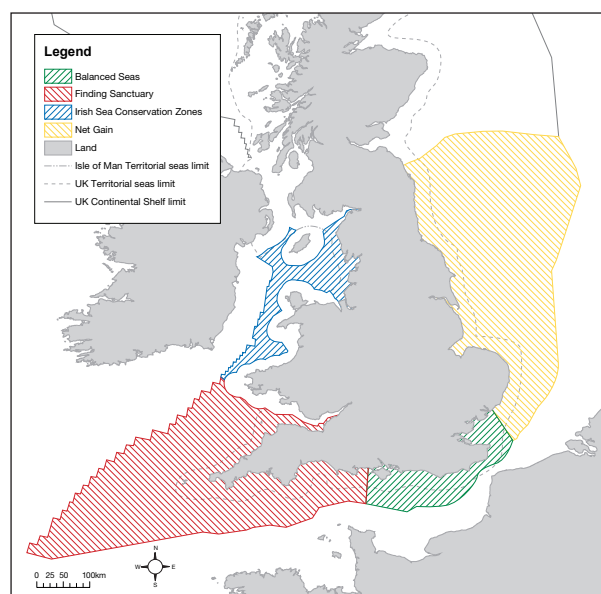 Legend
Balanced Seas
Finding Sanctuary
Irish Sea Conservation Zones
Net Gain
Land
Isle of Man Territorial seas limit
UK Territorial seas limit
UK Continental Shelf limit
N
W E
S
0 25 50 100km